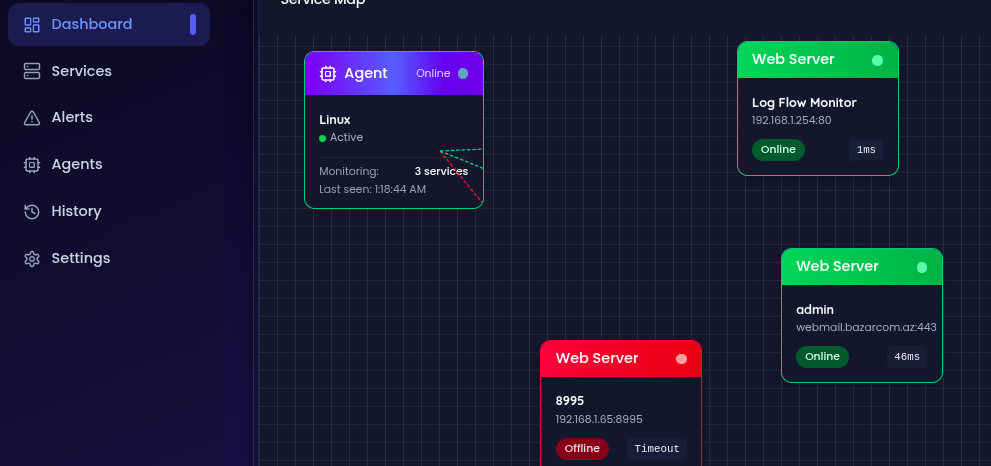 Service Map
Dashboard
Services
Alerts
Agents
History
Settings
Agent Online
Linux
Active
Monitoring: 3 services
Last seen: 1:18:44 AM
Web Server
Log Flow Monitor
192.168.1.254:80
Online 1ms
Web Server
admin
webmail.bazarcom.az:443
Online 46ms
Web Server
8995
192.168.1.65:8995
Offline Timeout